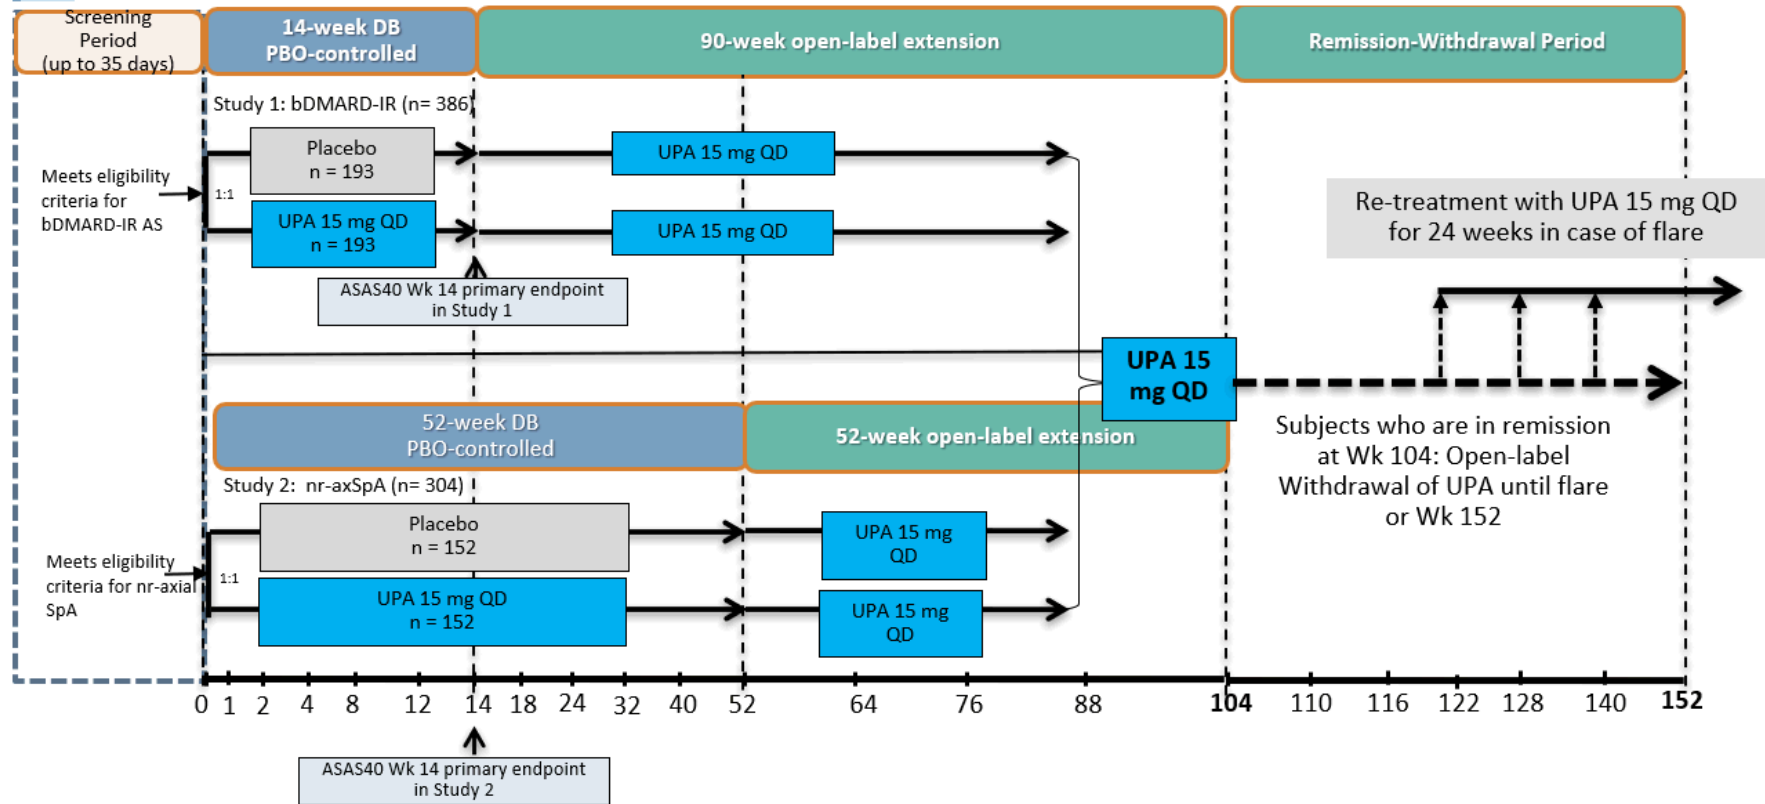 Screening
Period
(up to 35 days)
14-week DB
PBO-controlled
90-week open-label extension
Remission-Withdrawal Period
Study 1: bDMARD-IR (n= 386)
Placebo
n = 193
UPA 15 mg QD
Meets eligibility
criteria for
bDMARD-IR AS
1:1
UPA 15 mg QD
n = 193
UPA 15 mg QD
ASAS40 Wk 14 primary endpoint
in Study 1
Re-treatment with UPA 15 mg QD
for 24 weeks in case of flare
UPA 15
mg QD
52-week DB
PBO-controlled
52-week open-label extension
Subjects who are in remission
at Wk 104: Open-label
Withdrawal of UPA until flare
or Wk 152
Study 2:  nr-axSpA (n= 304)
Placebo
n = 152
UPA 15 mg
QD
Meets eligibility
criteria for nr-axial
SpA
1:1
UPA 15 mg QD
n = 152
UPA 15 mg
QD
0 1 2 4 8 12 14 18 24 32 40 52 64 76 88 104 110 116 122 128 140 152
ASAS40 Wk 14 primary endpoint
in Study 2